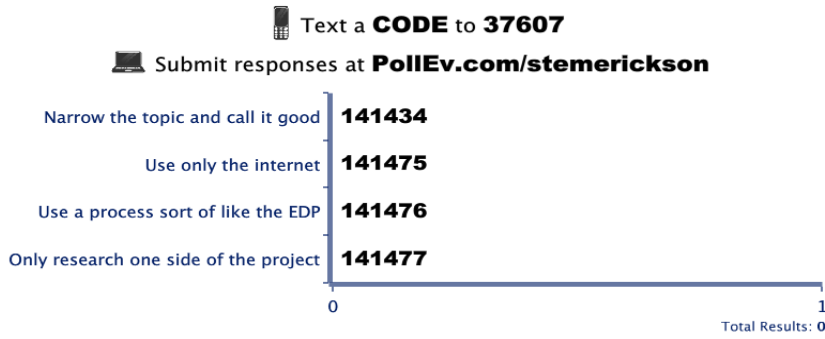 Text a CODE to 37607
Submit responses at PollEv.com/stemerickson
Narrow the topic and call it good 141434
Use only the internet 141475
Use a process sort of like the EDP 141476
Only research one side of the project 141477
0 1
Total Results: 0